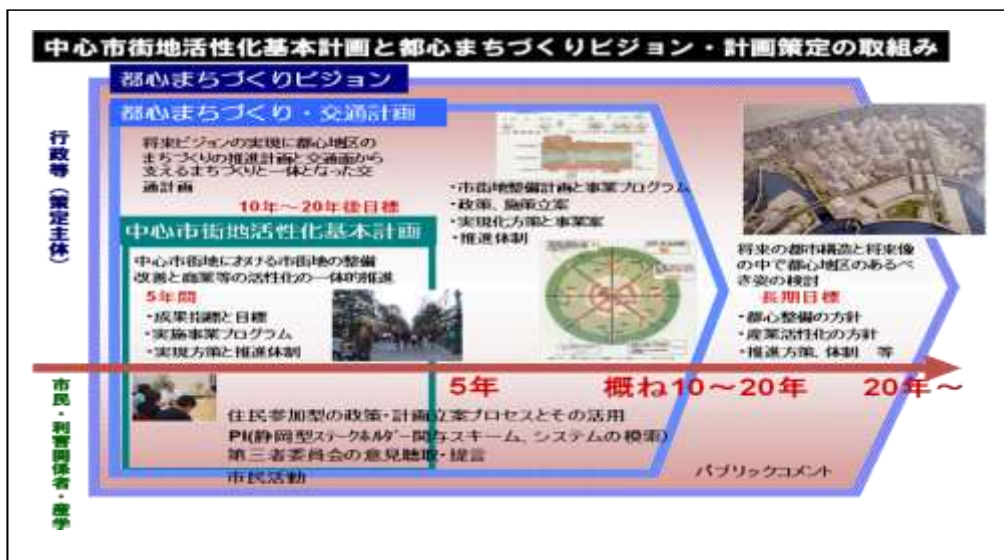 中心市街地活性化基本計画と都心まちづくりビジョン・計画策定の取組み
都心まちづくりビジョン
都心まちづくり・交通計画
将来ビジョンの実現に都心地区の
まちづくりの推進計画と交通面から
支えるまちづくりと一体となった交
通計画
10年～20年後目標
・市街地整備計画と事業プログラム
・政策、施策立案
・実現化方策と事業案
・推進体制
中心市街地活性化基本計画
中心市街地における市街地の整備
改善と商業等の活性化の一体的推進
5年間
・成果指標と目標
・実施事業プログラム
・実現方策と推進体制
将来の都市構造と将来像
の中で都心地区のあるべ
き姿の検討
長期目標
・都心整備の方針
・産業活性化の方針
・推進方策、体制　等
行政等（策定主体）
5年
概ね10～20年
20年～
市民・利害関係者・産学
住民参加型の政策・計画立案プロセスとその活用
PI(静岡型ステークホルダー関与スキーム、システムの模索)
第三者委員会の意見聴取・提言
市民活動
パブリックコメント